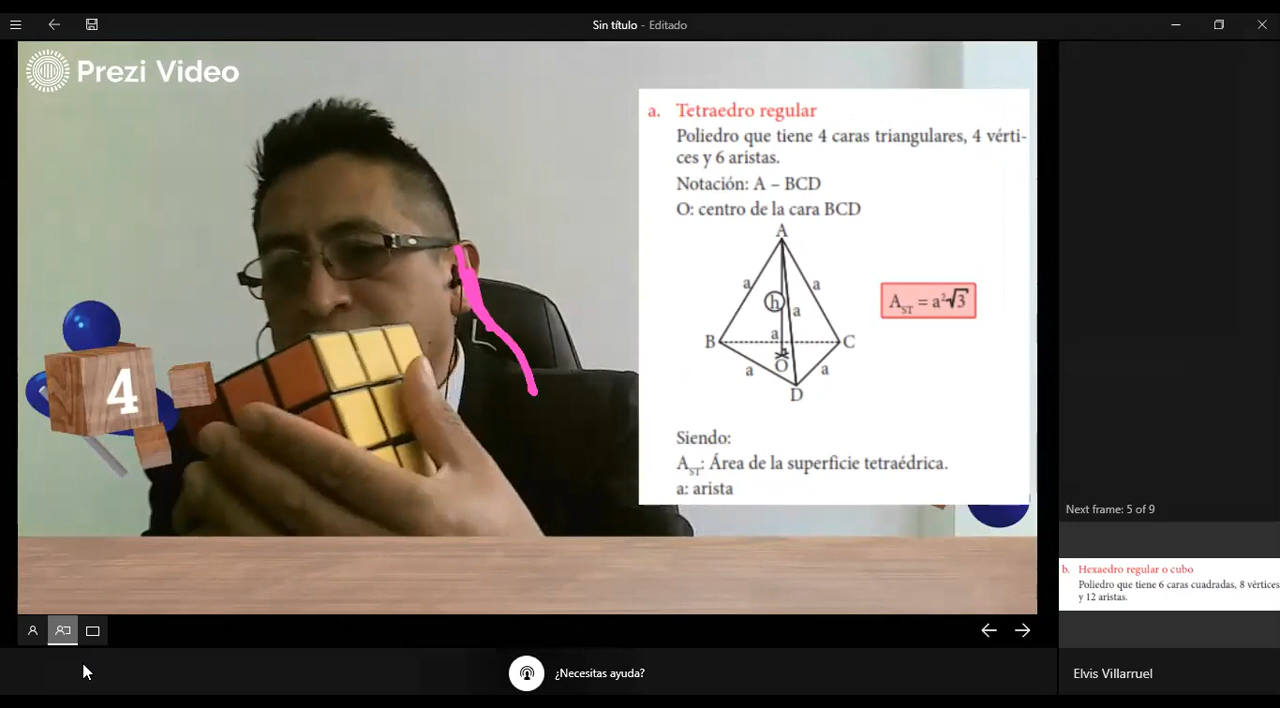 Sin título - Editado
Prezi Video
a. Tetraedro regular
Poliedro que tiene 4 caras triangulares, 4 vérti-
ces y 6 aristas.
Notación: A – BCD
O: centro de la cara BCD
A
a
a
h
a
a
B
C
O
a
a
D
A_ST = a²√3
Siendo:
A_ST: Área de la superficie tetraédrica.
a: arista
4
Next frame: 5 of 9
b. Hexaedro regular o cubo
Poliedro que tiene 6 caras cuadradas, 8 vértices
y 12 aristas.
¿Necesitas ayuda?
Elvis Villarruel